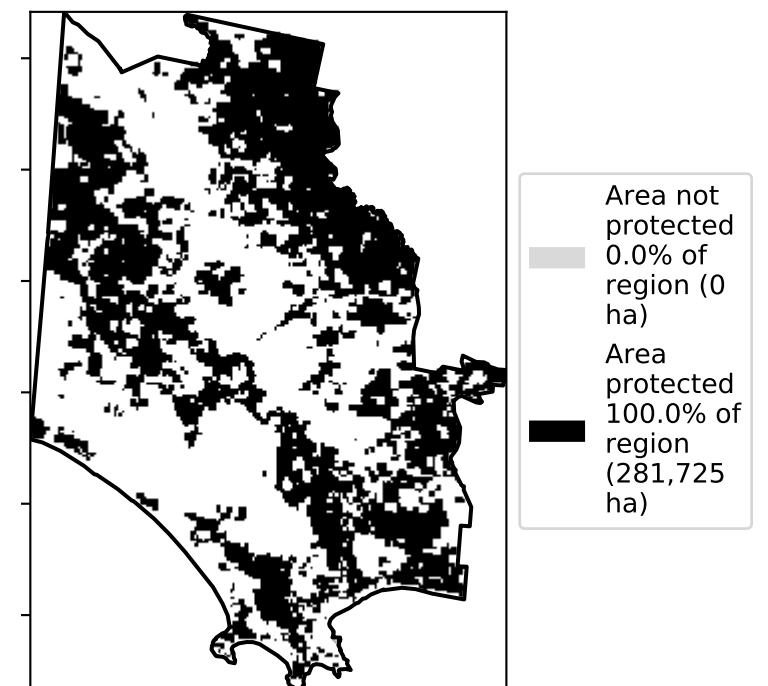 Area not
protected
0.0% of
region (0
ha)
Area
protected
100.0% of
region
(281,725
ha)